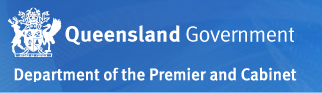 Queensland Government
Department of the Premier and Cabinet